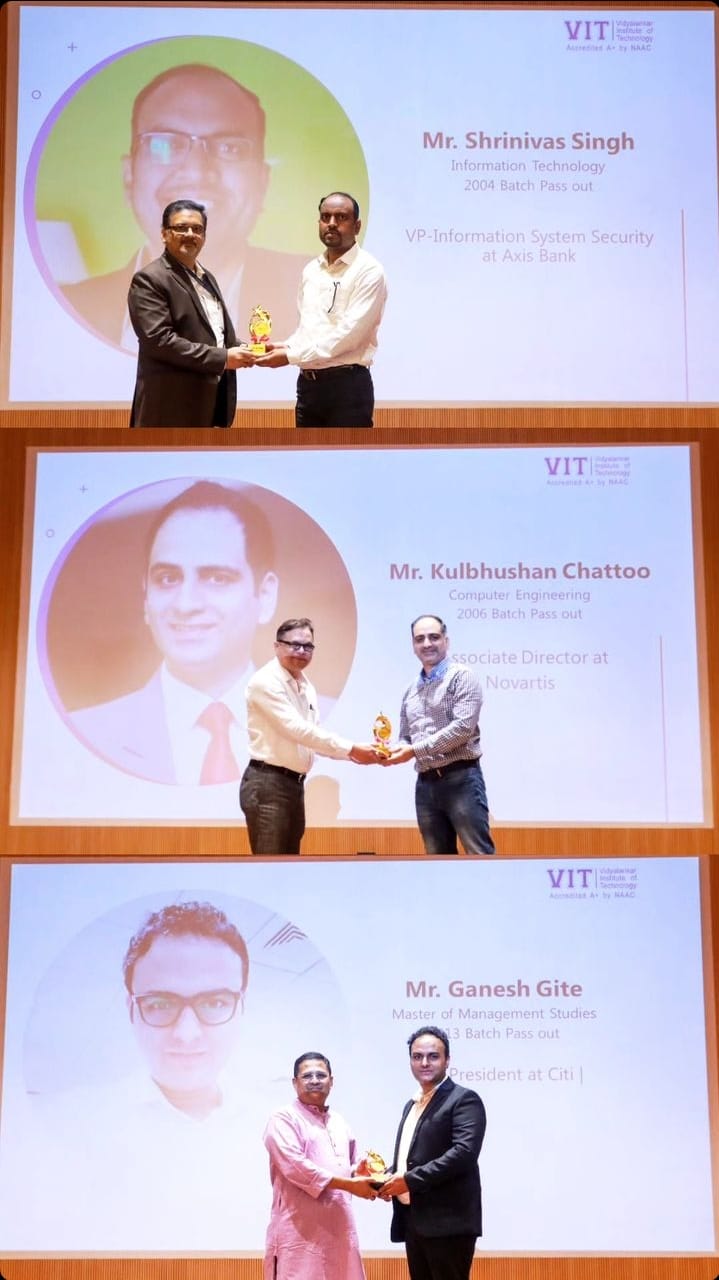 VIT
Vidyalankar
Institute of
Technology
Accredited A+ by NAAC
Mr. Shrinivas Singh
Information Technology
2004 Batch Pass out
VP-Information System Security
at Axis Bank
VIT
Vidyalankar
Institute of
Technology
Accredited A+ by NAAC
Mr. Kulbhushan Chattoo
Computer Engineering
2006 Batch Pass out
ssociate Director at
Novartis
VIT
Vidyalankar
Institute of
Technology
Accredited A+ by NAAC
Mr. Ganesh Gite
Master of Management Studies
13 Batch Pass out
President at Citi |